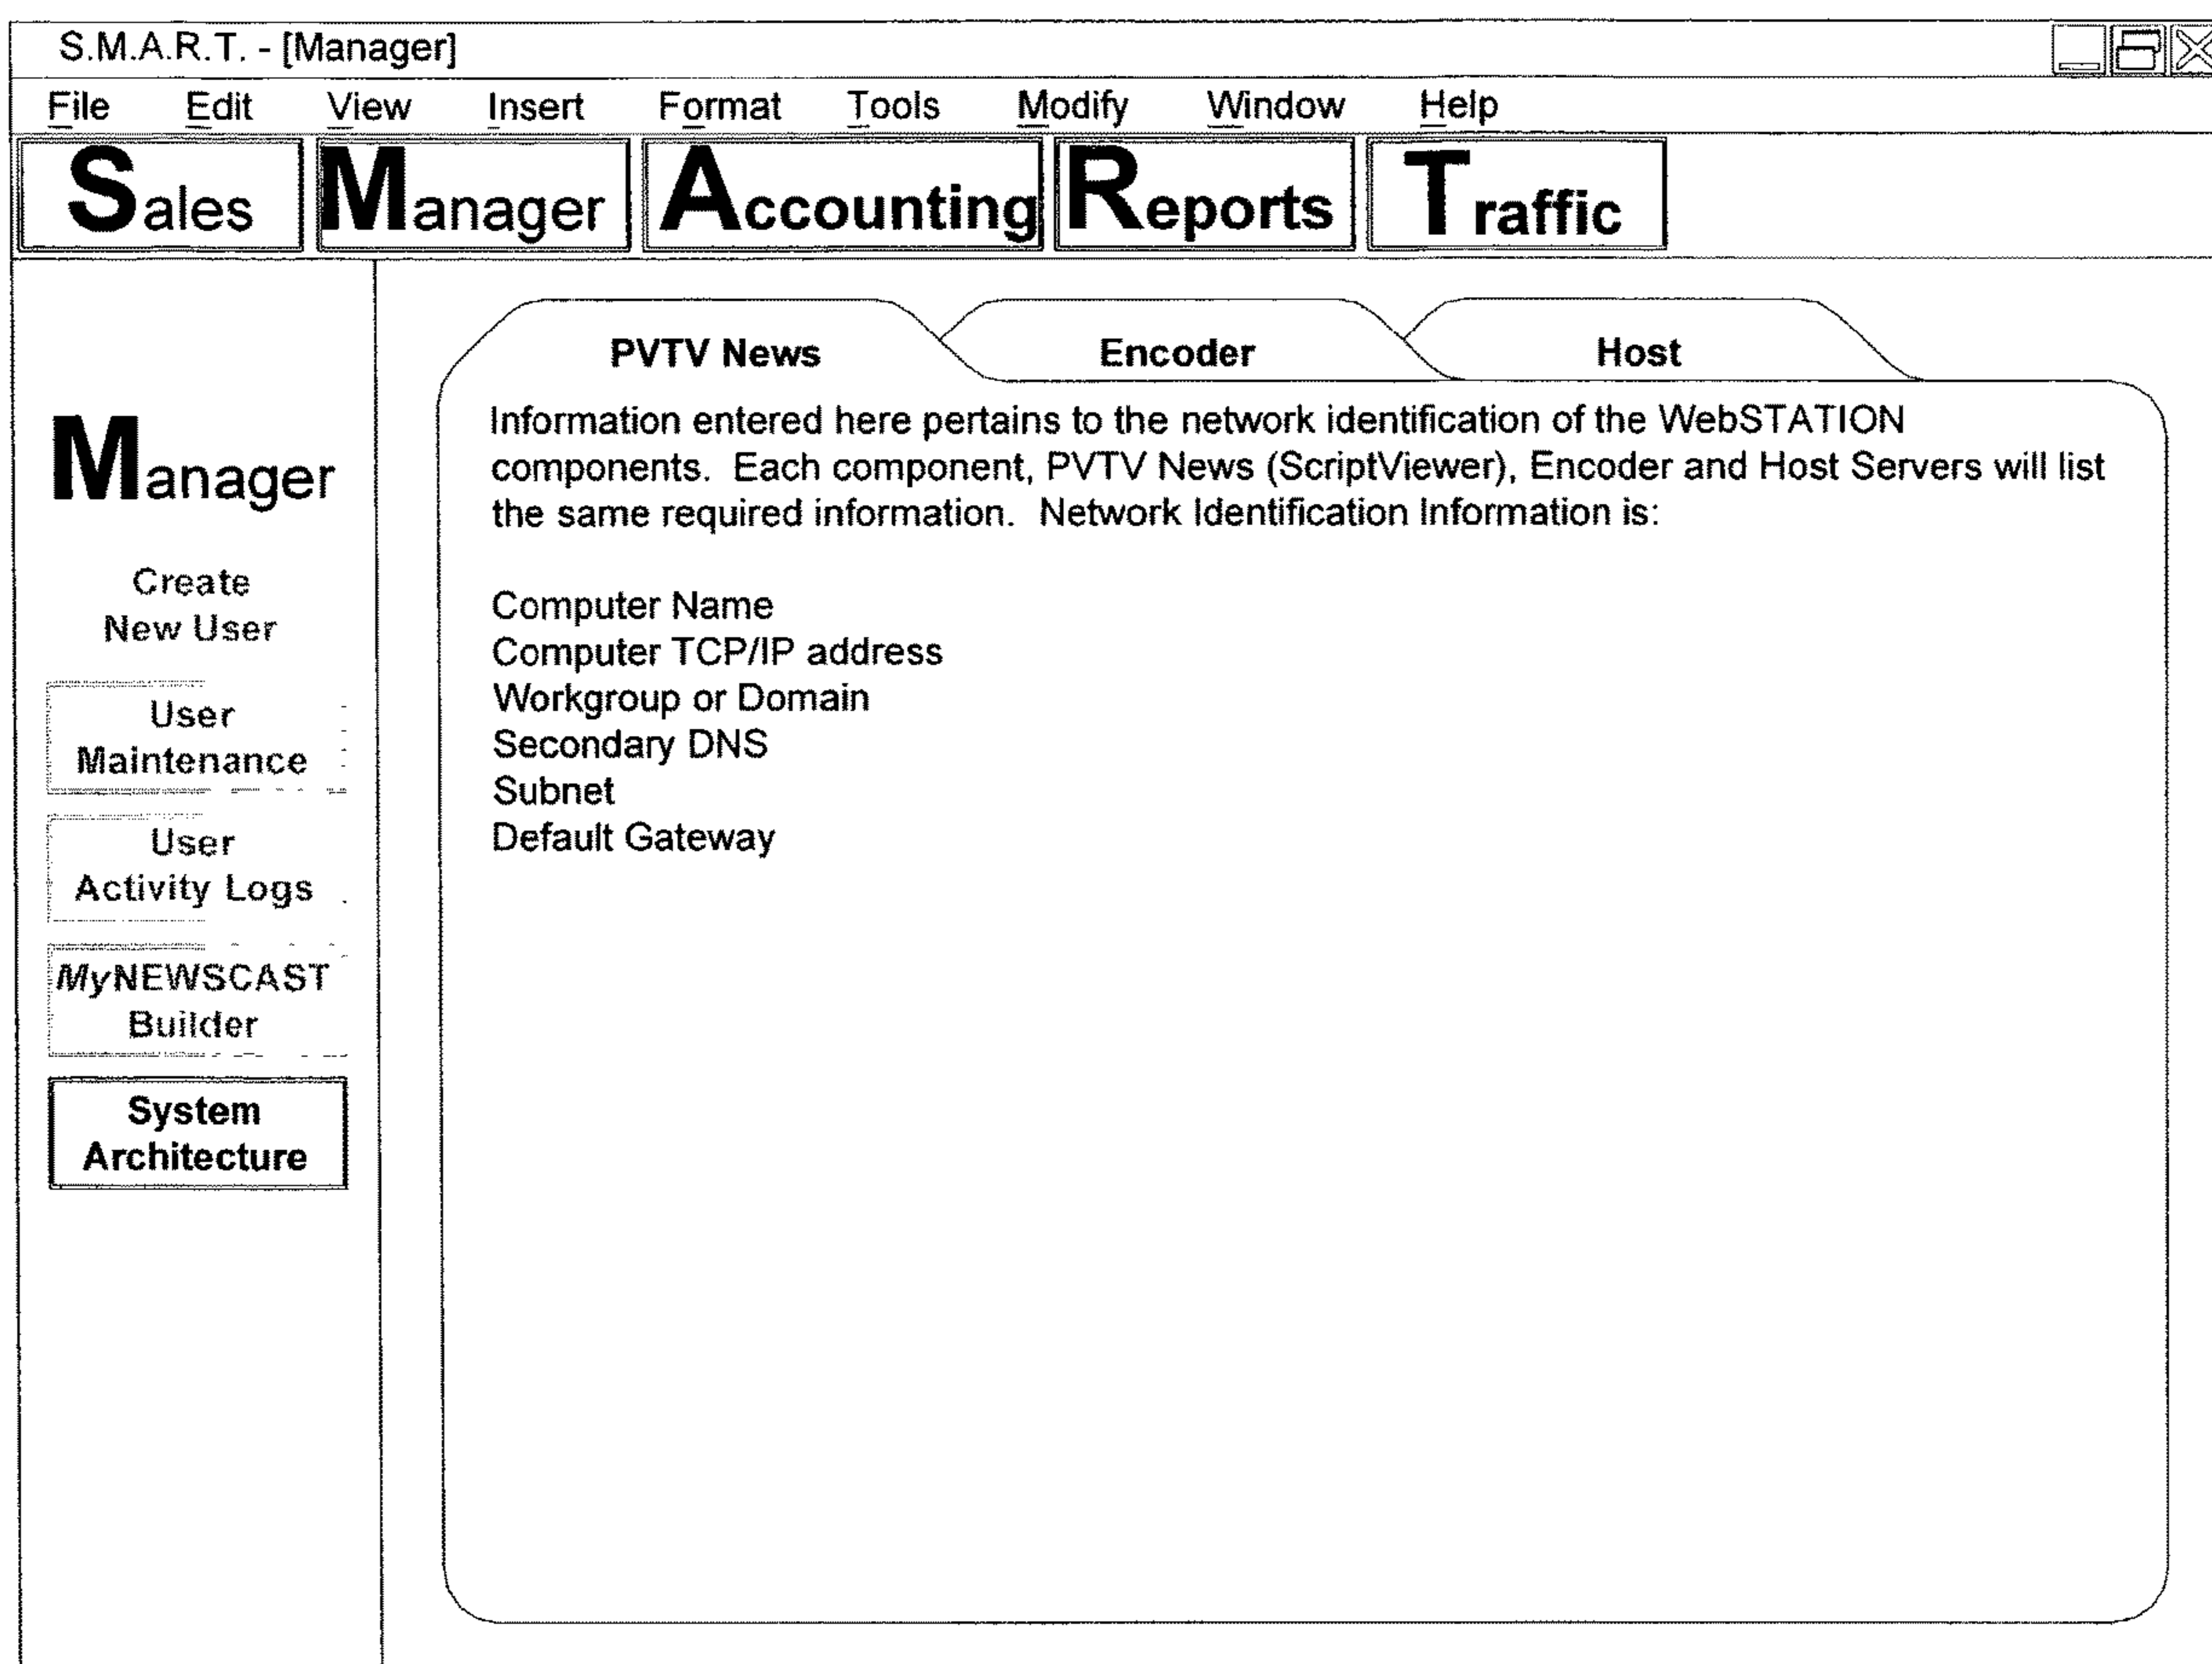 S.M.A.R.T. - [Manager]
File Edit View Insert Format Tools Modify Window Help
Sales Manager Accounting Reports Traffic
Manager
Create
New User
User
Maintenance
User
Activity Logs
MyNEWSCAST
Builder
System
Architecture
PVTV News Encoder Host
Information entered here pertains to the network identification of the WebSTATION
components. Each component, PVTV News (ScriptViewer), Encoder and Host Servers will list
the same required information. Network Identification Information is:
Computer Name
Computer TCP/IP address
Workgroup or Domain
Secondary DNS
Subnet
Default Gateway